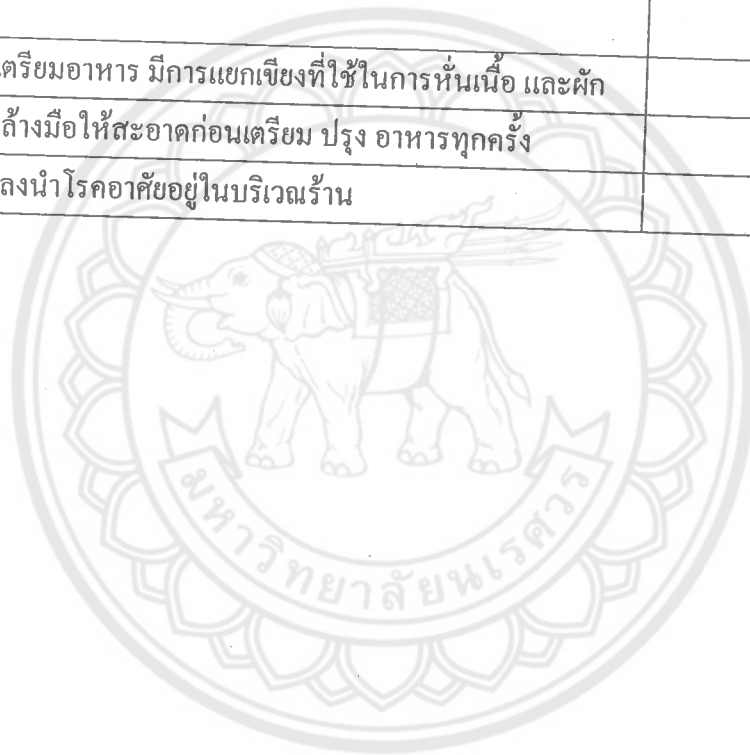 เตรียมอาหาร มีการแยกเขียงที่ใช้ในการหั่นเนื้อ และผัก
ล้างมือให้สะอาดก่อนเตรียม ปรุง อาหารทุกครั้ง
ลงนำโรคอาศัยอยู่ในบริเวณร้าน
มหาวิทยาลัยนเรศวร